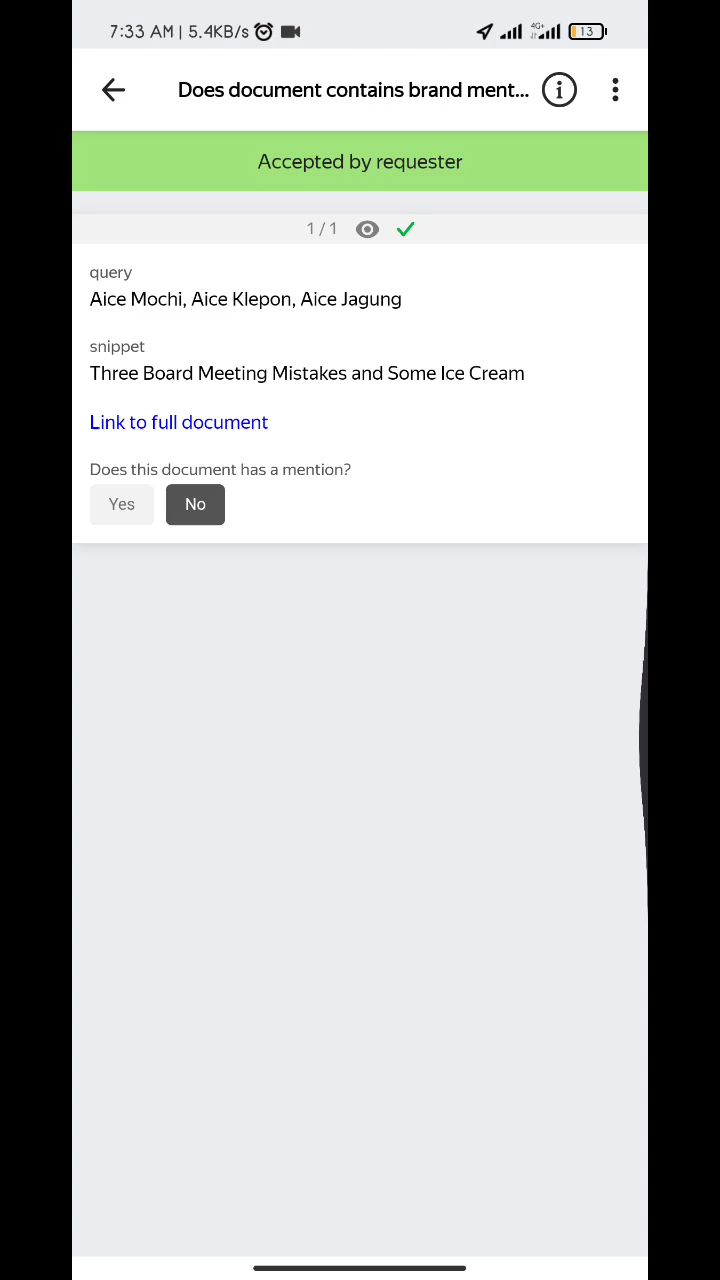 7:33 AM | 5.4KB/s 4G+ 13
Does document contains brand ment...
Accepted by requester
1 / 1
query
Aice Mochi, Aice Klepon, Aice Jagung
snippet
Three Board Meeting Mistakes and Some Ice Cream
Link to full document
Does this document has a mention?
Yes No